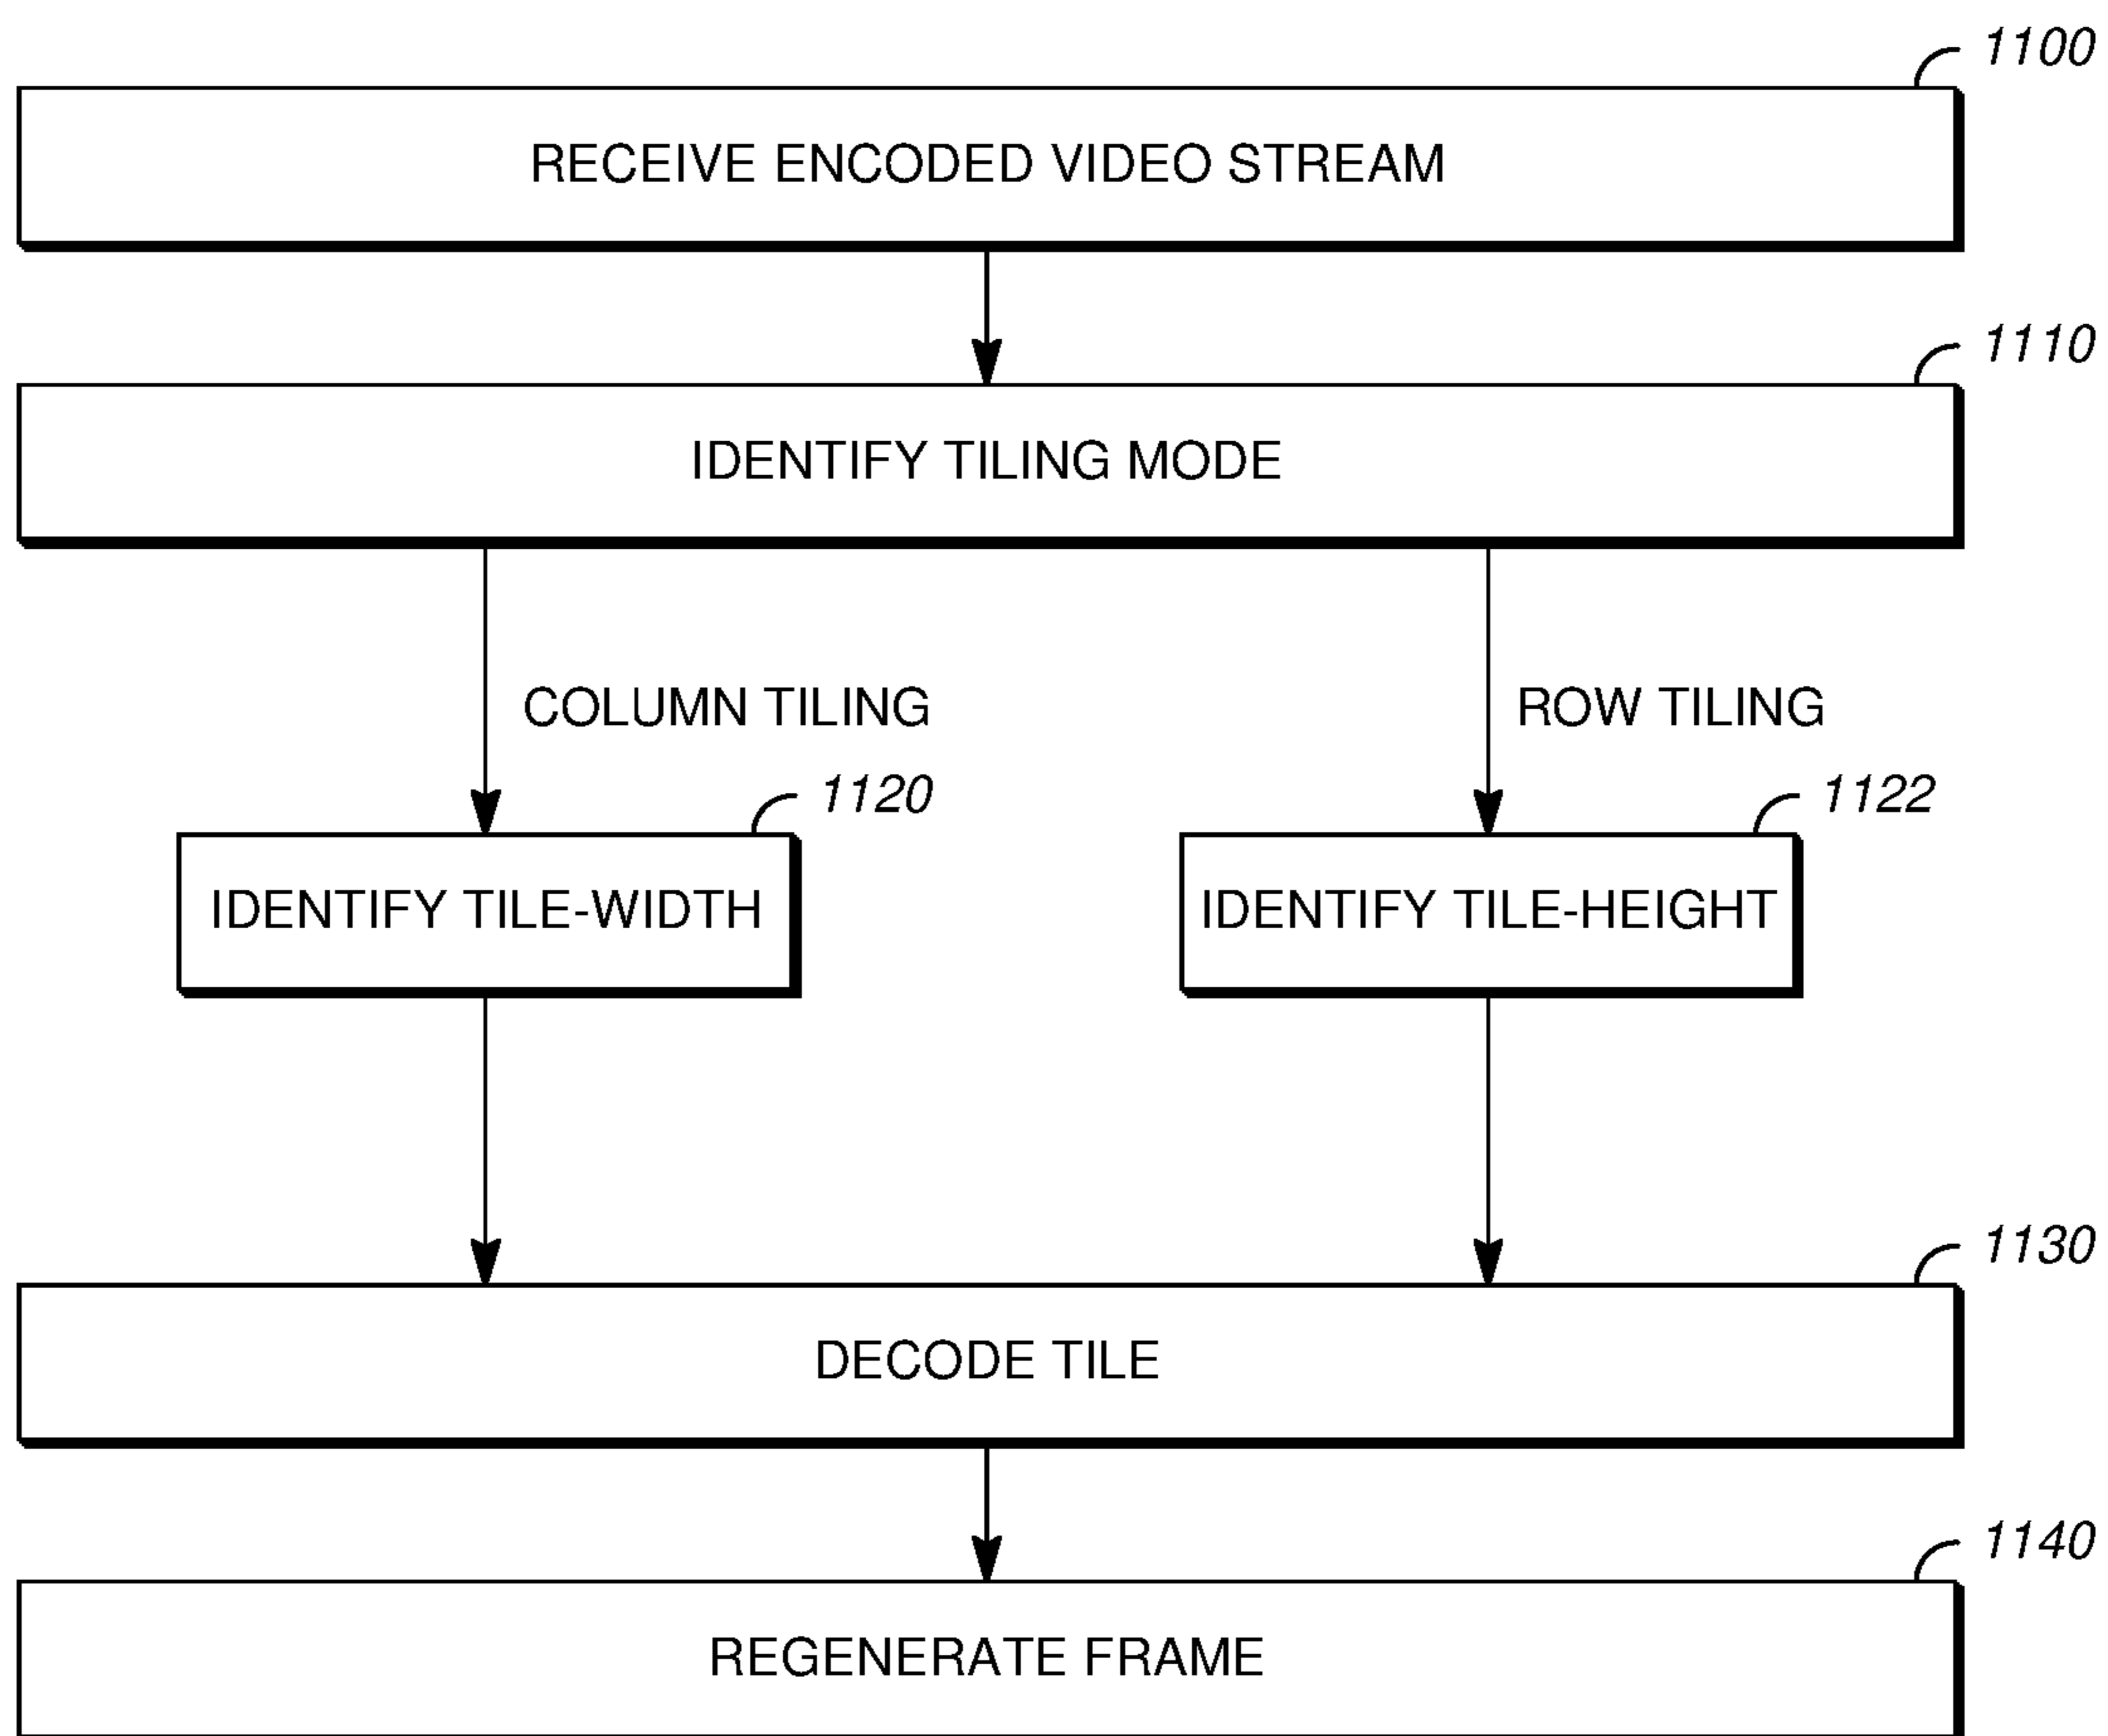 1100
RECEIVE ENCODED VIDEO STREAM
1110
IDENTIFY TILING MODE
COLUMN TILING
ROW TILING
1120
1122
IDENTIFY TILE-WIDTH
IDENTIFY TILE-HEIGHT
1130
DECODE TILE
1140
REGENERATE FRAME